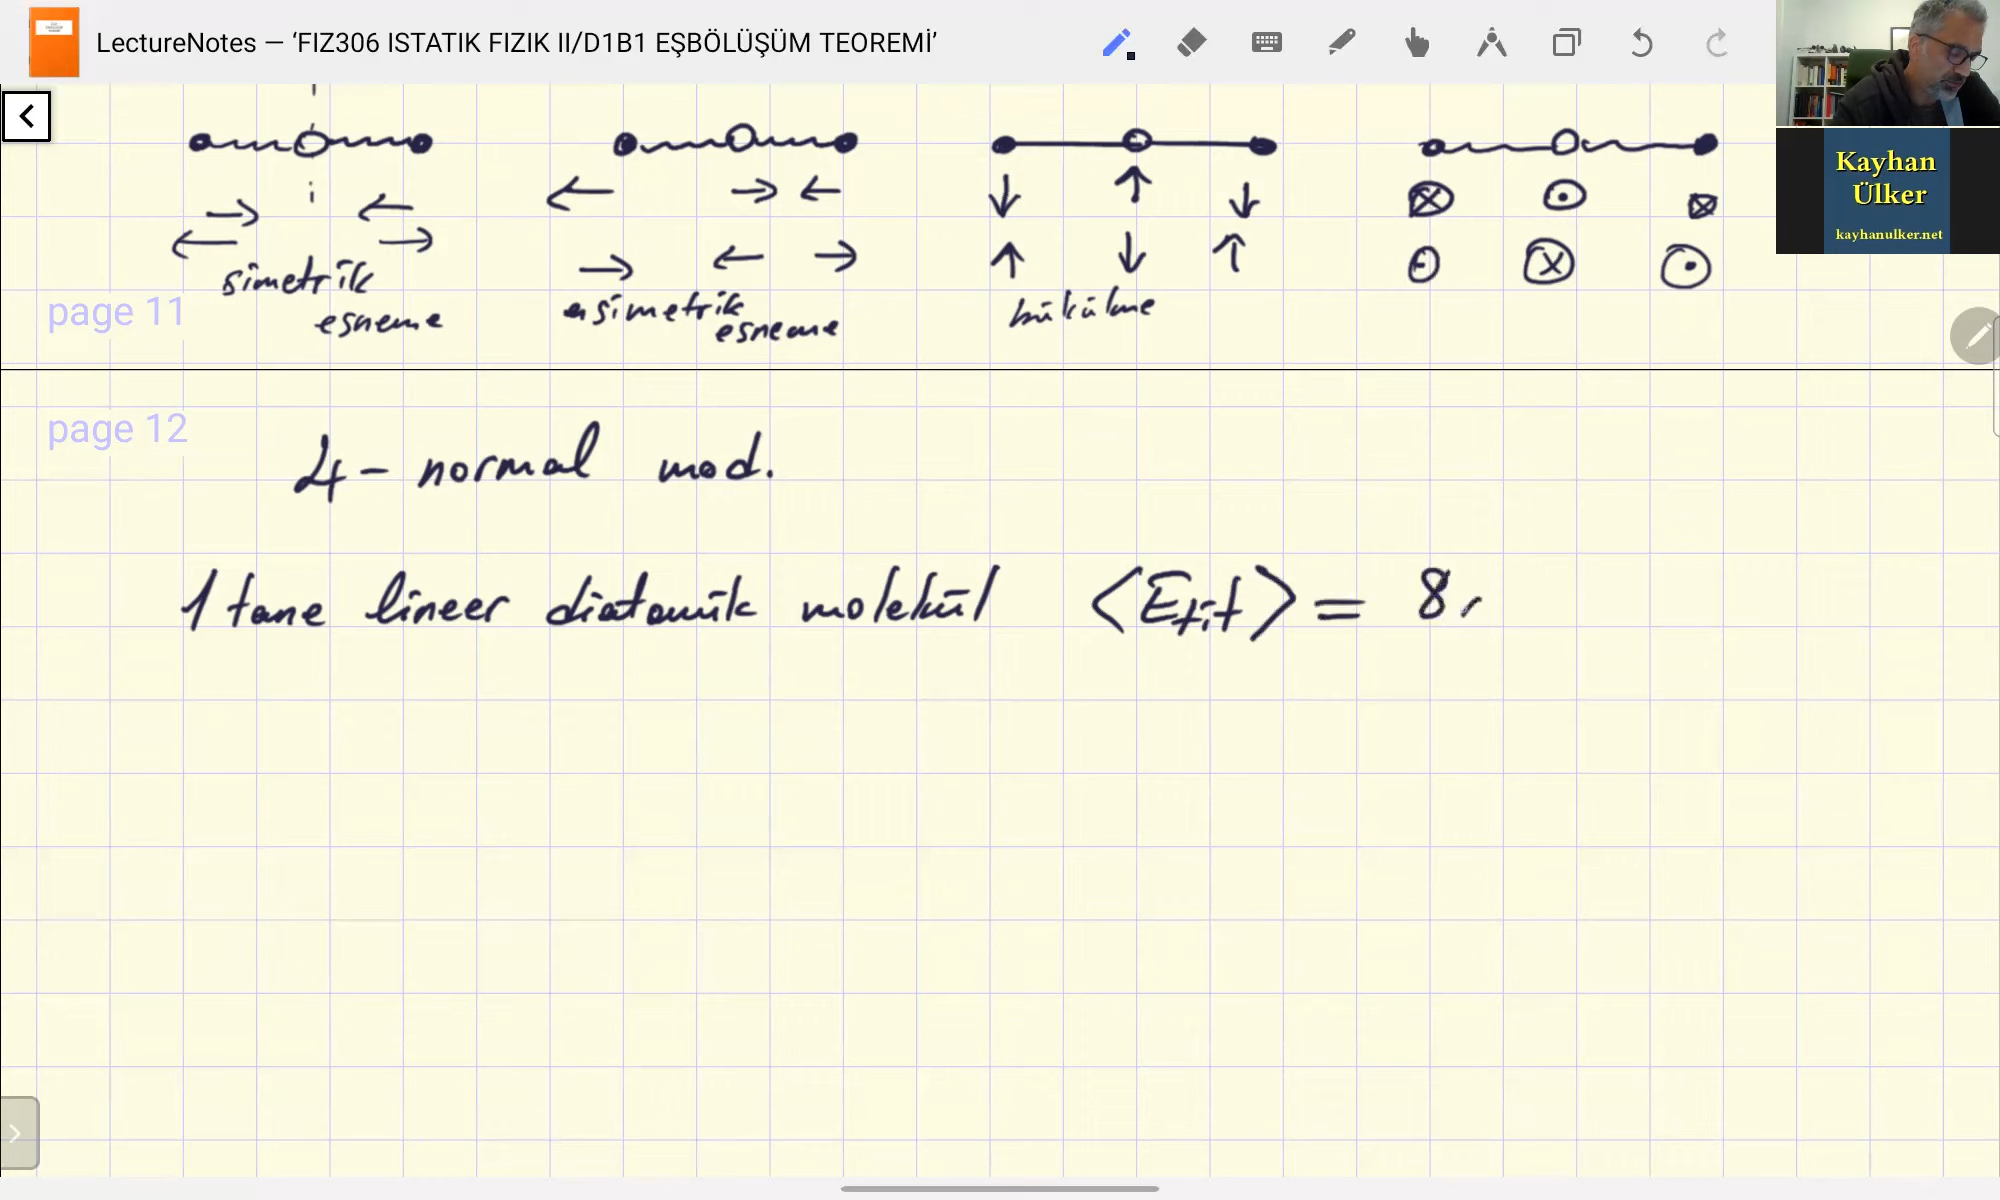 LectureNotes — ‘FIZ306 ISTATIK FIZIK II/D1B1 EŞBÖLÜŞÜM TEOREMİ’
Kayhan
Ülker
kayhanulker.net
simetrik
esneme
asimetrik
esneme
bükülme
page 11
page 12
4 - normal mod.
1 tane lineer diatomik molekül <Etit> = 8